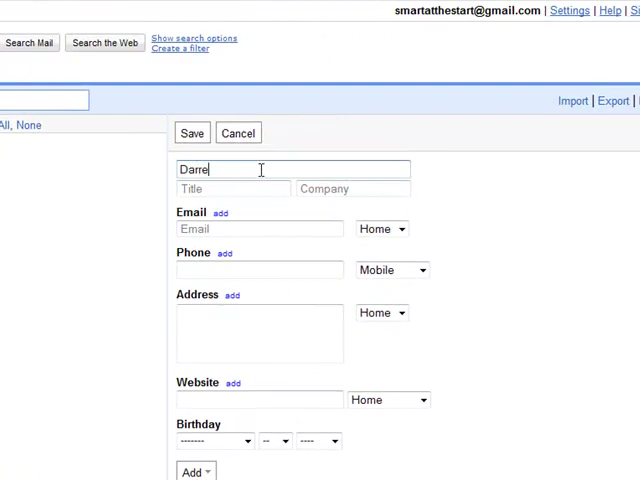 smartatthestart@gmail.com | Settings | Help |
Search Mail Search the Web Show search options
Create a filter
Import | Export |
All, None
Save Cancel
Darre
Title Company
Email add
Email Home
Phone add
Mobile
Address add
Home
Website add
Home
Birthday
------- -- ----
Add